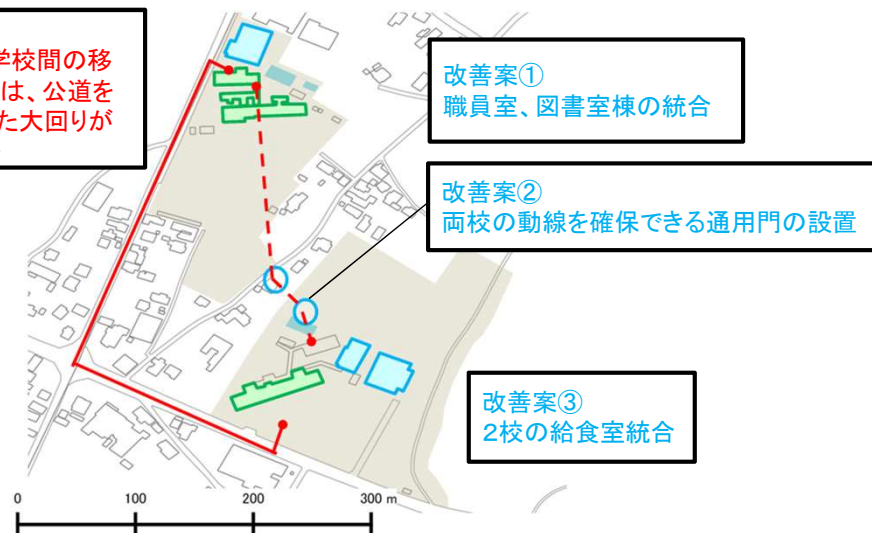 学校間の移
は、公道を
た大回りが
改善案①
職員室、図書室棟の統合
改善案②
両校の動線を確保できる通用門の設置
改善案③
2校の給食室統合
0 100 200 300 m